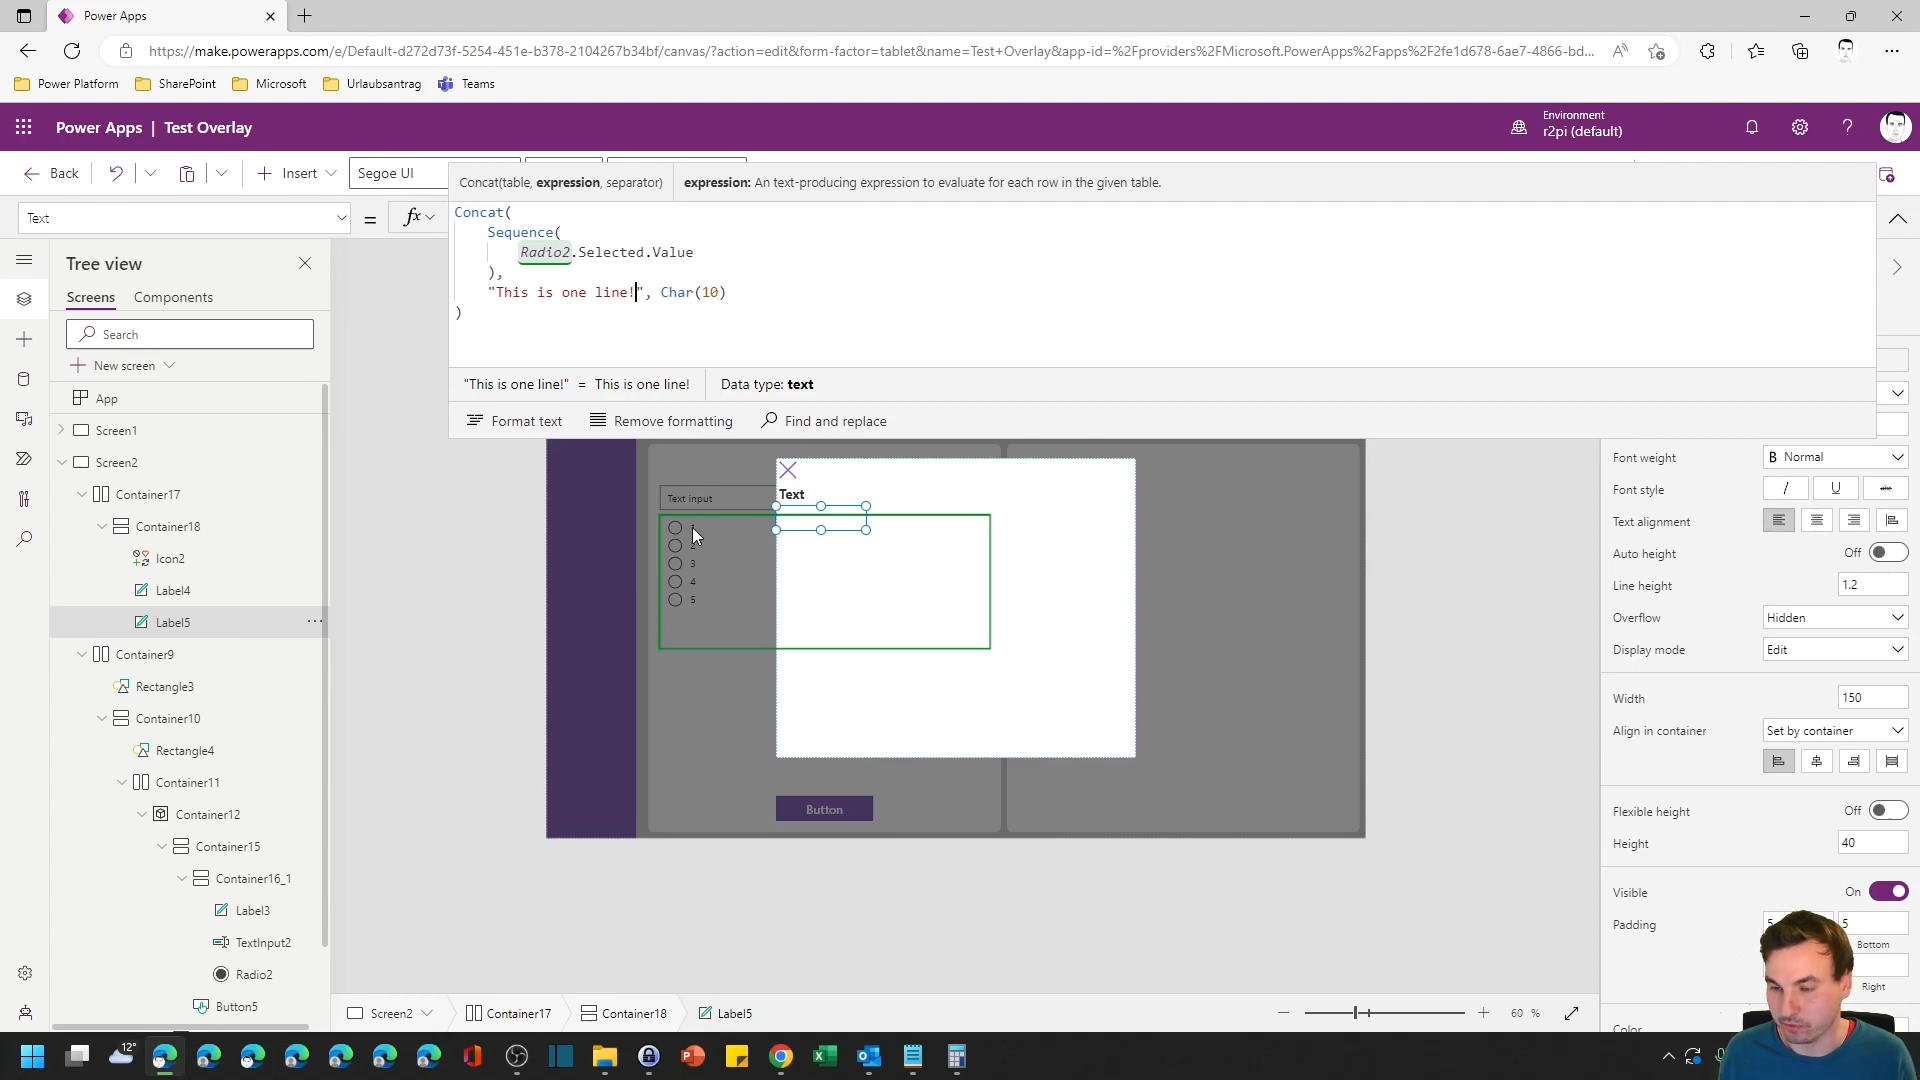 Power Apps
https://make.powerapps.com/e/Default-d272d73f-5254-451e-b378-2104267b34bf/canvas/?action=edit&form-factor=tablet&name=Test+Overlay&app-id=%2Fproviders%2FMicrosoft.PowerApps%2Fapps%2F2fe1d678-6ae7-4866-bd...
Power Platform SharePoint Microsoft Urlaubsantrag Teams
Power Apps | Test Overlay
Environment
r2pi (default)
Back Insert Segoe UI
Concat(table, expression, separator) expression: An text-producing expression to evaluate for each row in the given table.
Text = fx
Concat(
Sequence(
Radio2.Selected.Value
),
"This is one line!", Char(10)
)
"This is one line!" = This is one line! Data type: text
Format text Remove formatting Find and replace
Tree view
Screens Components
Search
New screen
App
Screen1
Screen2
Container17
Container18
Icon2
Label4
Label5 ...
Container9
Rectangle3
Container10
Rectangle4
Container11
Container12
Container15
Container16_1
Label3
TextInput2
Radio2
Button5
Text
Text input
2
3
4
5
Button
Font weight B Normal
Font style / U abc
Text alignment
Auto height Off
Line height 1.2
Overflow Hidden
Display mode Edit
Width 150
Align in container Set by container
Flexible height Off
Height 40
Visible On
Padding 5 5
Bottom
Right
Color
Screen2 Container17 Container18 Label5
60 %
12°